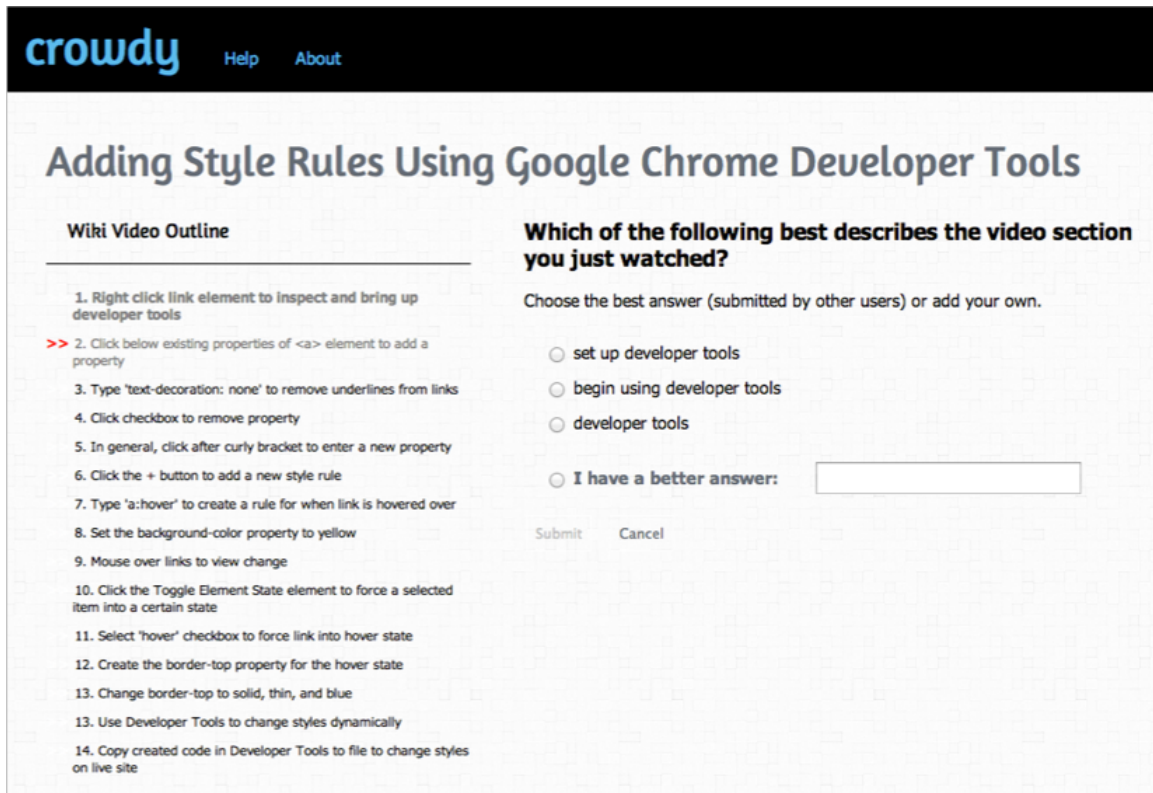 crowdy
Help
About
Adding Style Rules Using Google Chrome Developer Tools
Wiki Video Outline
1. Right click link element to inspect and bring up
developer tools
>> 2. Click below existing properties of <a> element to add a
property
3. Type 'text-decoration: none' to remove underlines from links
4. Click checkbox to remove property
5. In general, click after curly bracket to enter a new property
6. Click the + button to add a new style rule
7. Type 'a:hover' to create a rule for when link is hovered over
8. Set the background-color property to yellow
9. Mouse over links to view change
10. Click the Toggle Element State element to force a selected
item into a certain state
11. Select 'hover' checkbox to force link into hover state
12. Create the border-top property for the hover state
13. Change border-top to solid, thin, and blue
13. Use Developer Tools to change styles dynamically
14. Copy created code in Developer Tools to file to change styles
on live site
Which of the following best describes the video section
you just watched?
Choose the best answer (submitted by other users) or add your own.
set up developer tools
begin using developer tools
developer tools
I have a better answer:
Submit
Cancel